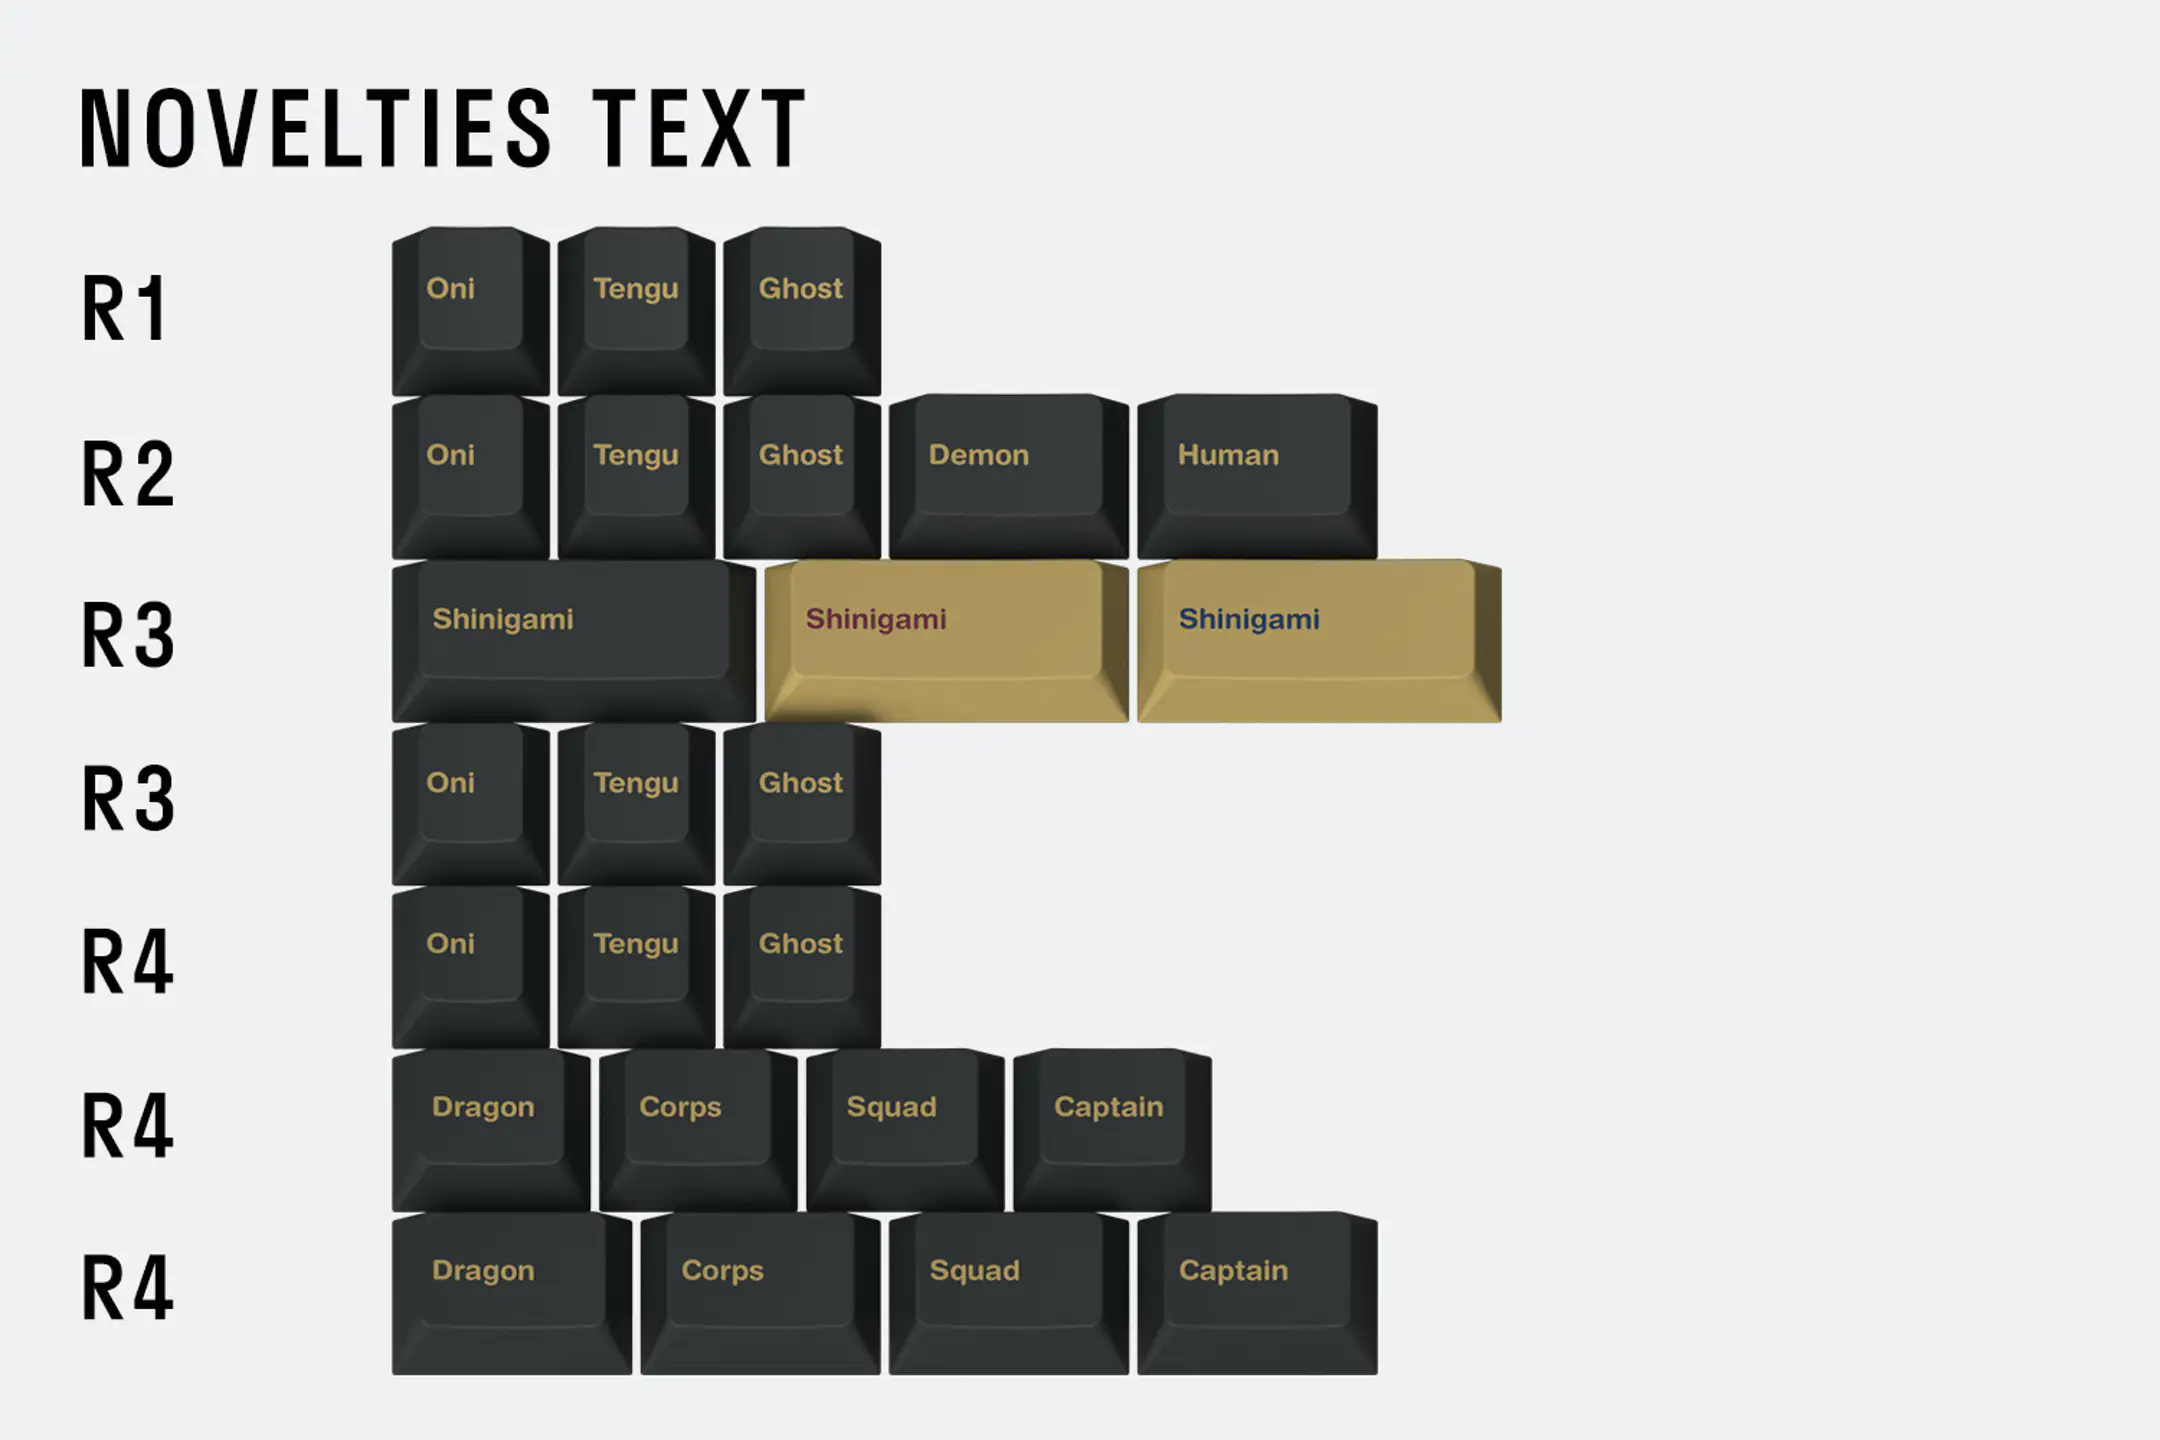 NOVELTIES TEXT
R1 Oni Tengu Ghost
R2 Oni Tengu Ghost Demon Human
R3 Shinigami Shinigami Shinigami
R3 Oni Tengu Ghost
R4 Oni Tengu Ghost
R4 Dragon Corps Squad Captain
R4 Dragon Corps Squad Captain